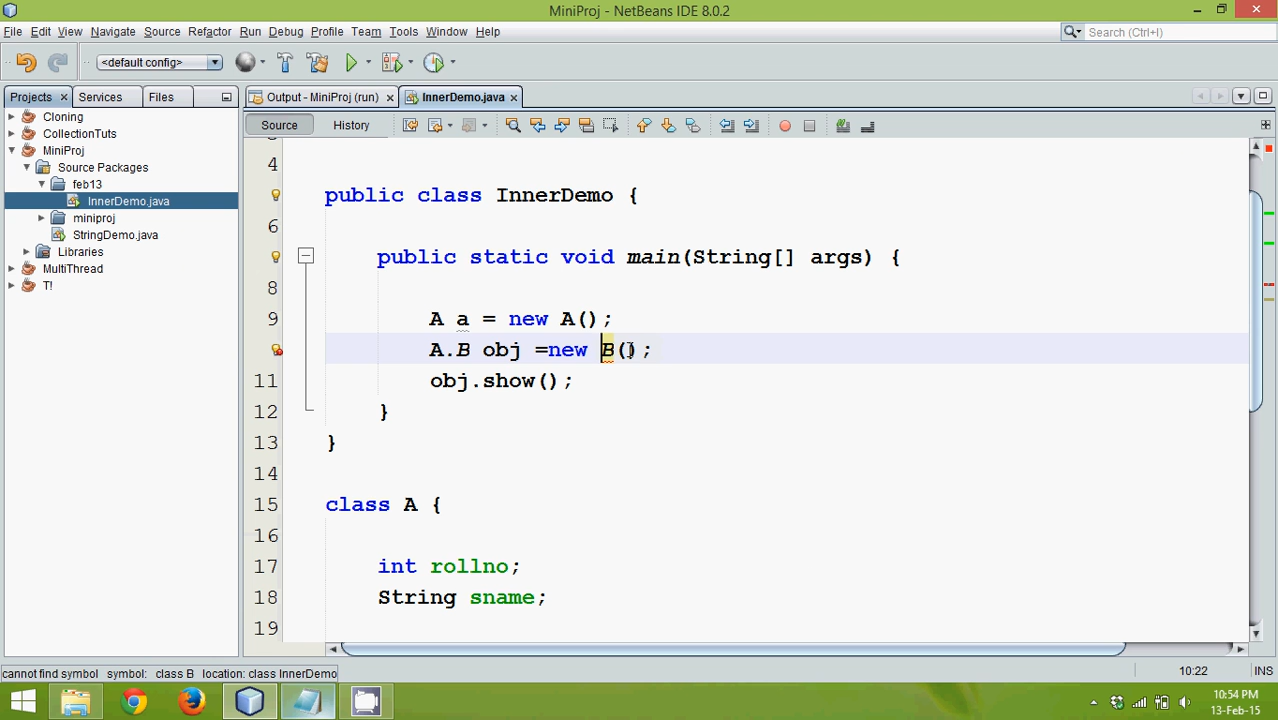 MiniProj - NetBeans IDE 8.0.2
File Edit View Navigate Source Refactor Run Debug Profile Team Tools Window Help
Search (Ctrl+I)
<default config>
Projects Services Files
Output - MiniProj (run) InnerDemo.java
Source History
Cloning
CollectionTuts
MiniProj
Source Packages
feb13
InnerDemo.java
miniproj
StringDemo.java
Libraries
MultiThread
T!
4
public class InnerDemo {
6
public static void main(String[] args) {
8
9 A a = new A();
A.B obj =new B();
11 obj.show();
12 }
13 }
14
15 class A {
16
17 int rollno;
18 String sname;
19
cannot find symbol symbol: class B location: class InnerDemo
10:22 INS
10:54 PM
13-Feb-15